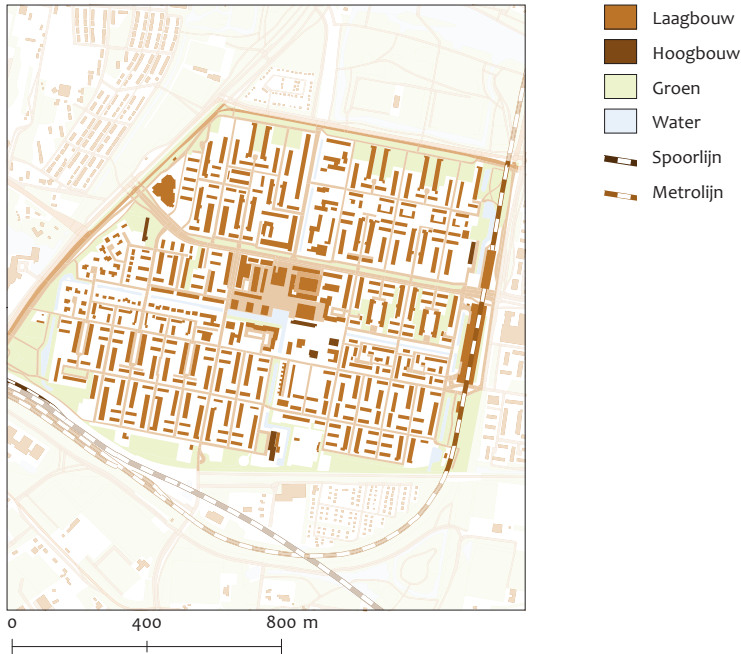 Laagbouw
Hoogbouw
Groen
Water
Spoorlijn
Metrolijn
0 400 800 m